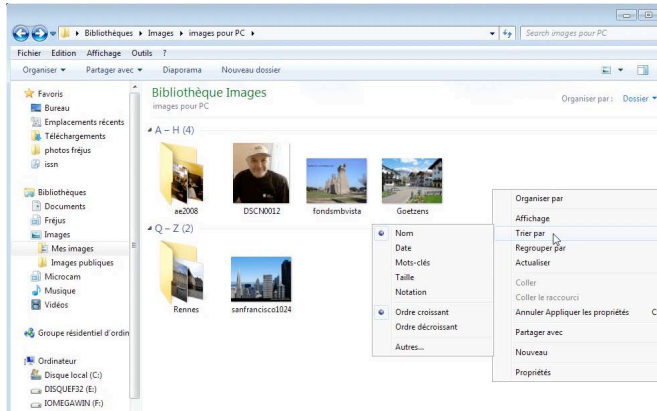 Bibliothèques ▸ Images ▸ images pour PC ▸
Search images pour PC
Fichier Edition Affichage Outils ?
Organiser Partager avec Diaporama Nouveau dossier
Favoris
Bureau
Emplacements récents
Téléchargements
photos fréjus
issn
Bibliothèques
Documents
Fréjus
Images
Mes images
Images publiques
Microcam
Musique
Vidéos
Groupe résidentiel d'ordin
Ordinateur
Disque local (C:)
DISQUEF32 (E:)
IOMEGAWIN (F:)
Bibliothèque Images
images pour PC
Organiser par : Dossier
A – H (4)
ae2008
DSCN0012
fondsmbvista
Goetzens
Q – Z (2)
Rennes
sanfrancisco1024
Nom
Date
Mots-clés
Taille
Notation
Ordre croissant
Ordre décroissant
Autres...
Organiser par
Affichage
Trier par
Regrouper par
Actualiser
Coller
Coller le raccourci
Annuler Appliquer les propriétés C
Partager avec
Nouveau
Propriétés